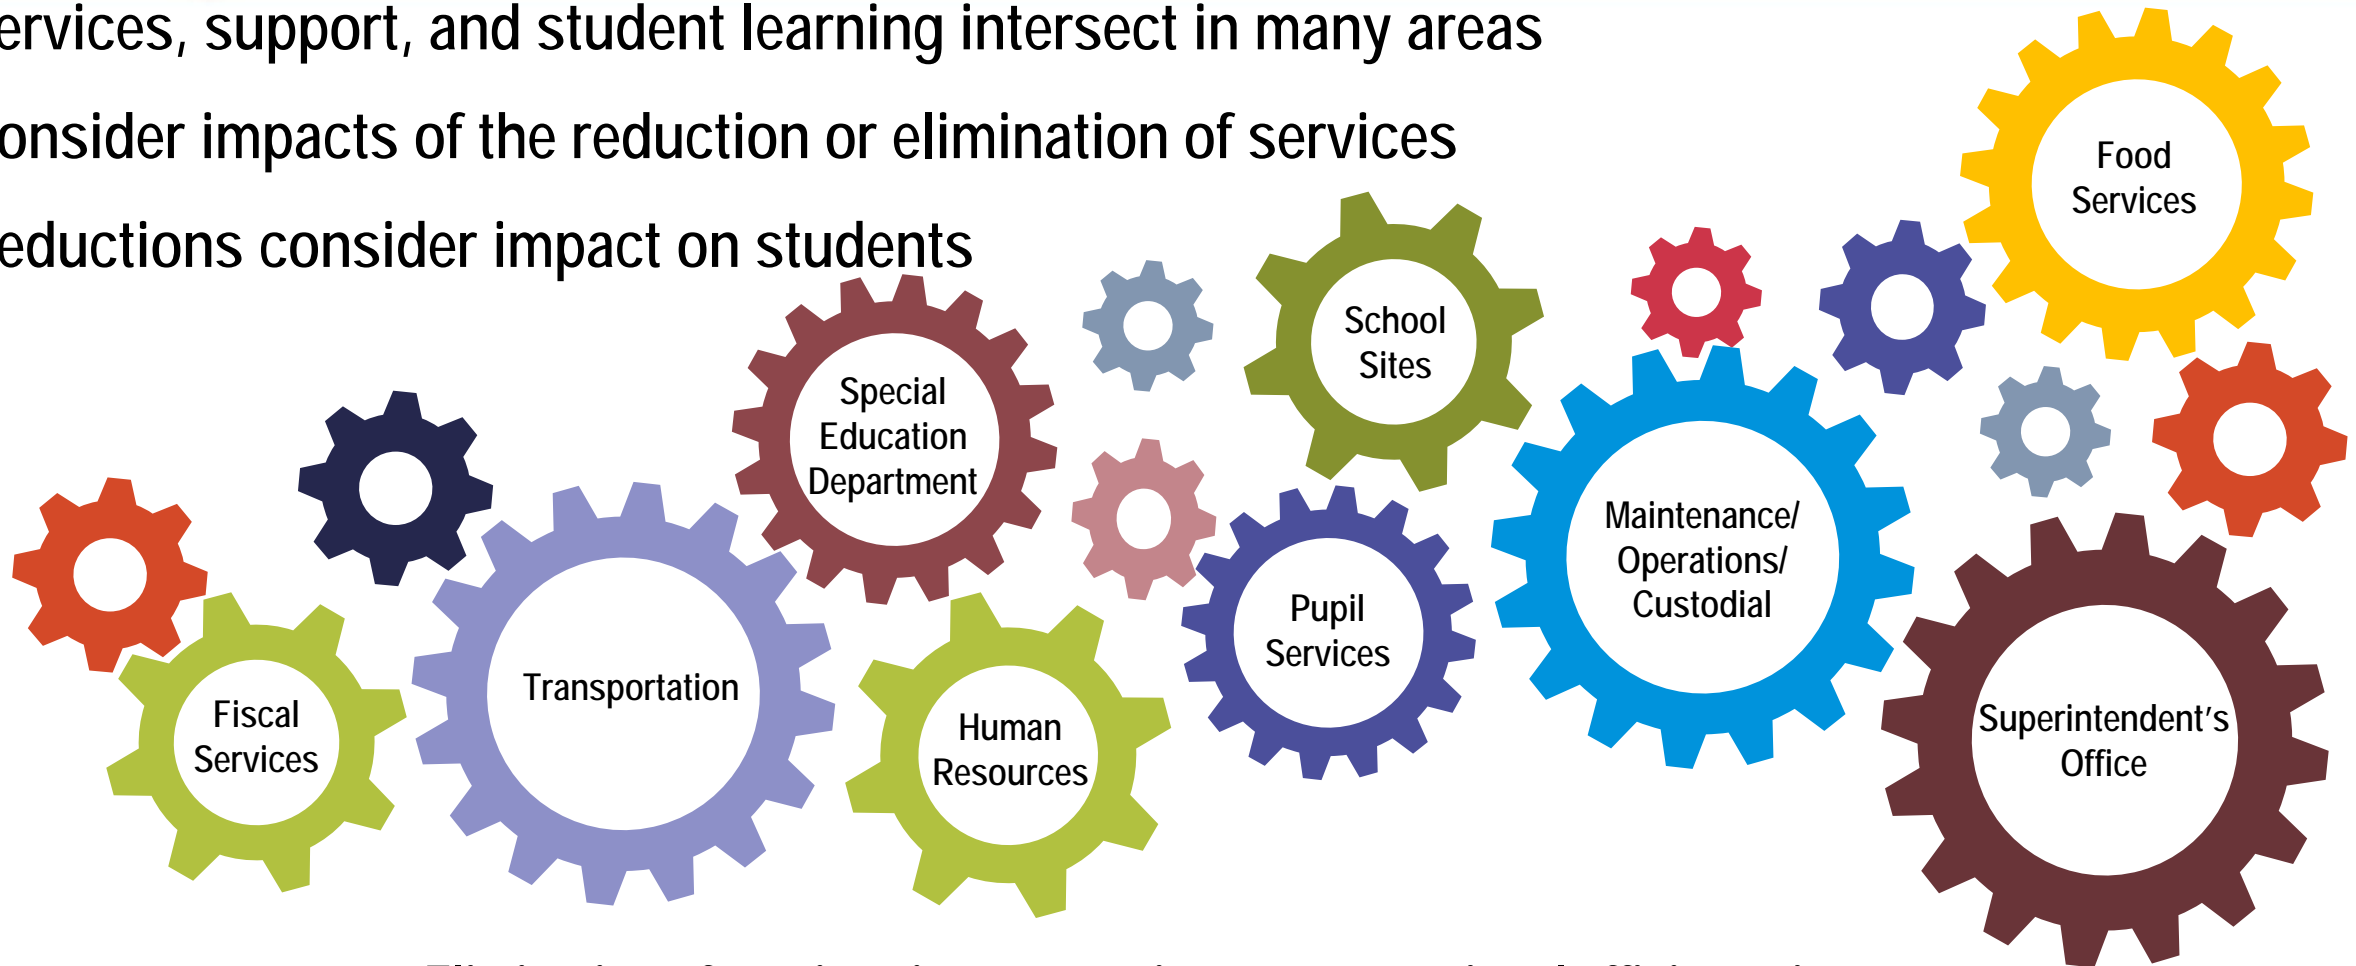 ervices, support, and student learning intersect in many areas
onsider impacts of the reduction or elimination of services
eductions consider impact on students
Food
Services
School
Sites
Special
Education
Department
Maintenance/
Operations/
Custodial
Pupil
Services
Transportation
Fiscal
Services
Human
Resources
Superintendent's
Office